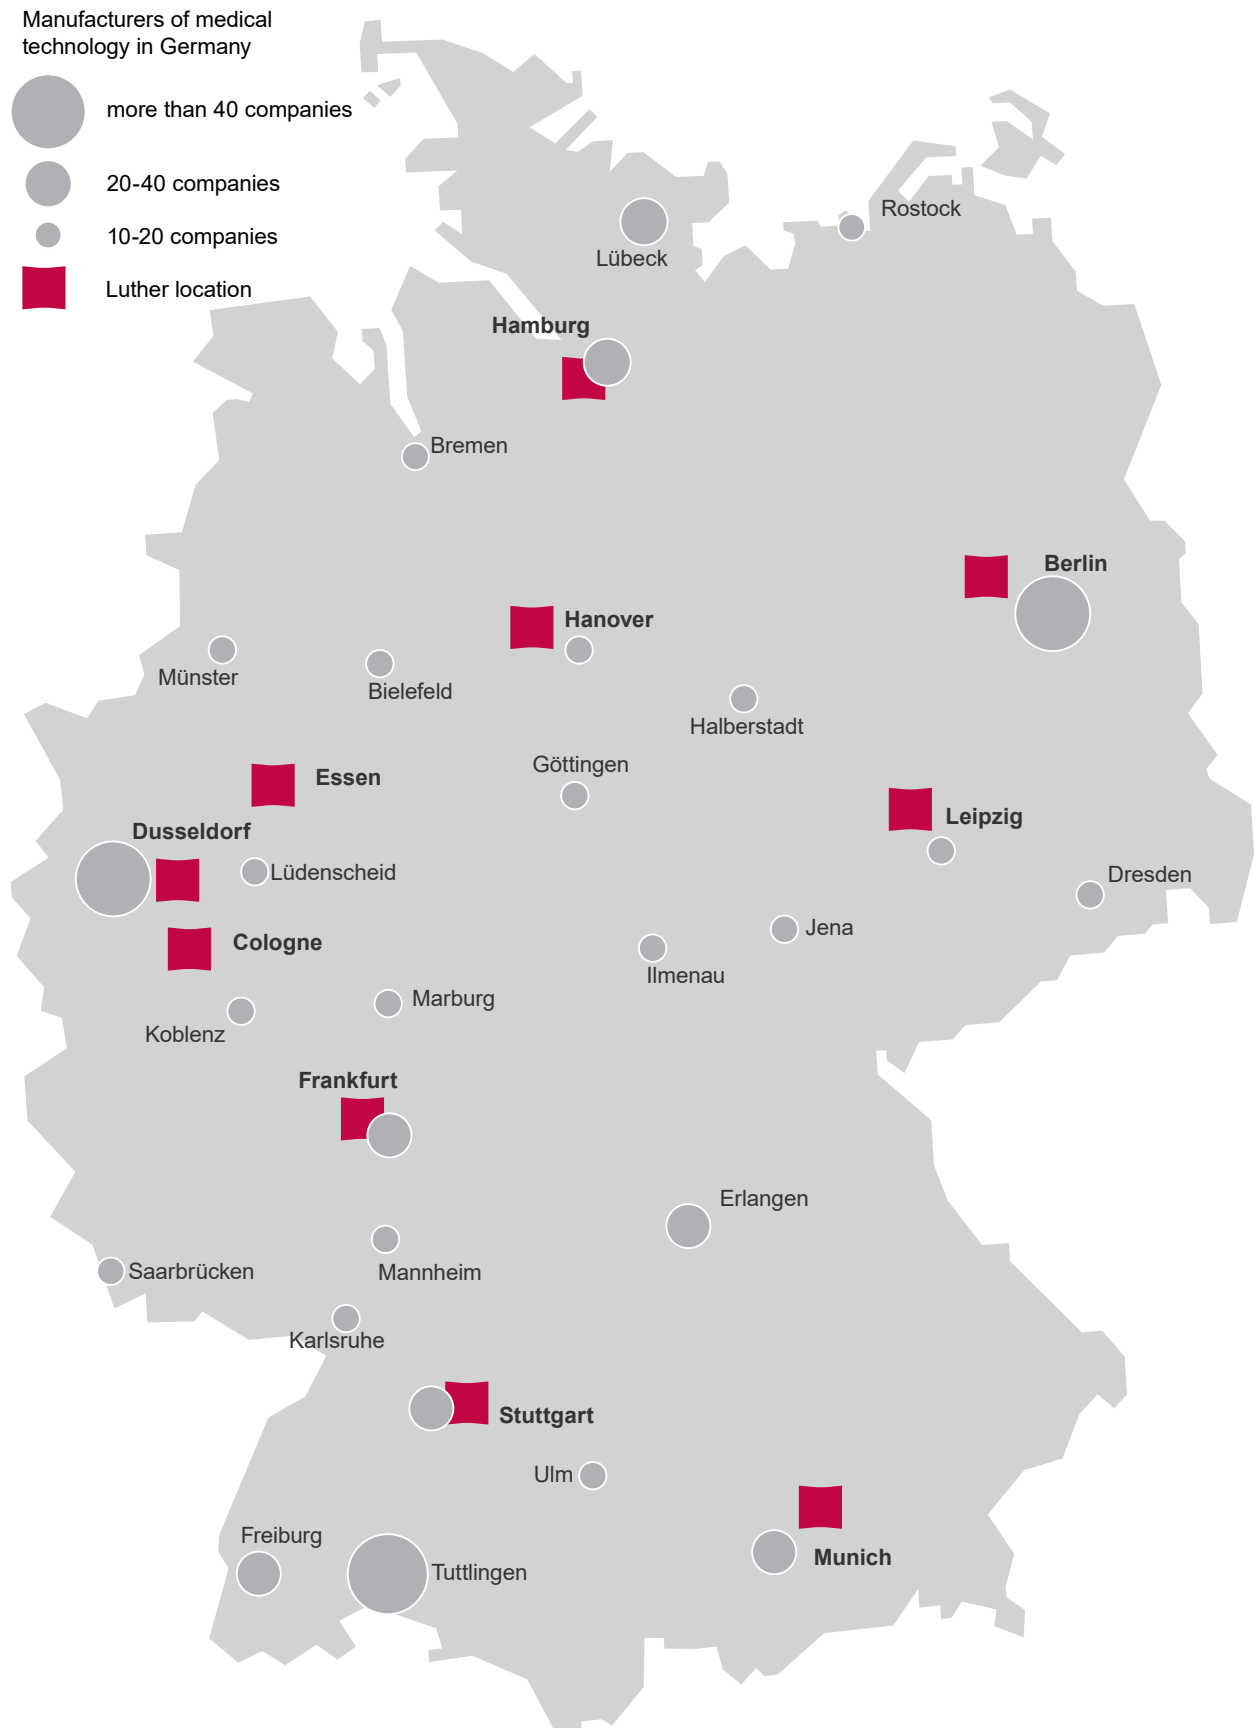 Manufacturers of medical
technology in Germany
more than 40 companies
20-40 companies
10-20 companies
Luther location
Rostock
Lübeck
Hamburg
Bremen
Berlin
Hanover
Münster
Bielefeld
Halberstadt
Göttingen
Essen
Leipzig
Dusseldorf
Lüdenscheid
Dresden
Jena
Cologne
Ilmenau
Marburg
Koblenz
Frankfurt
Erlangen
Saarbrücken
Mannheim
Karlsruhe
Stuttgart
Ulm
Freiburg
Munich
Tuttlingen